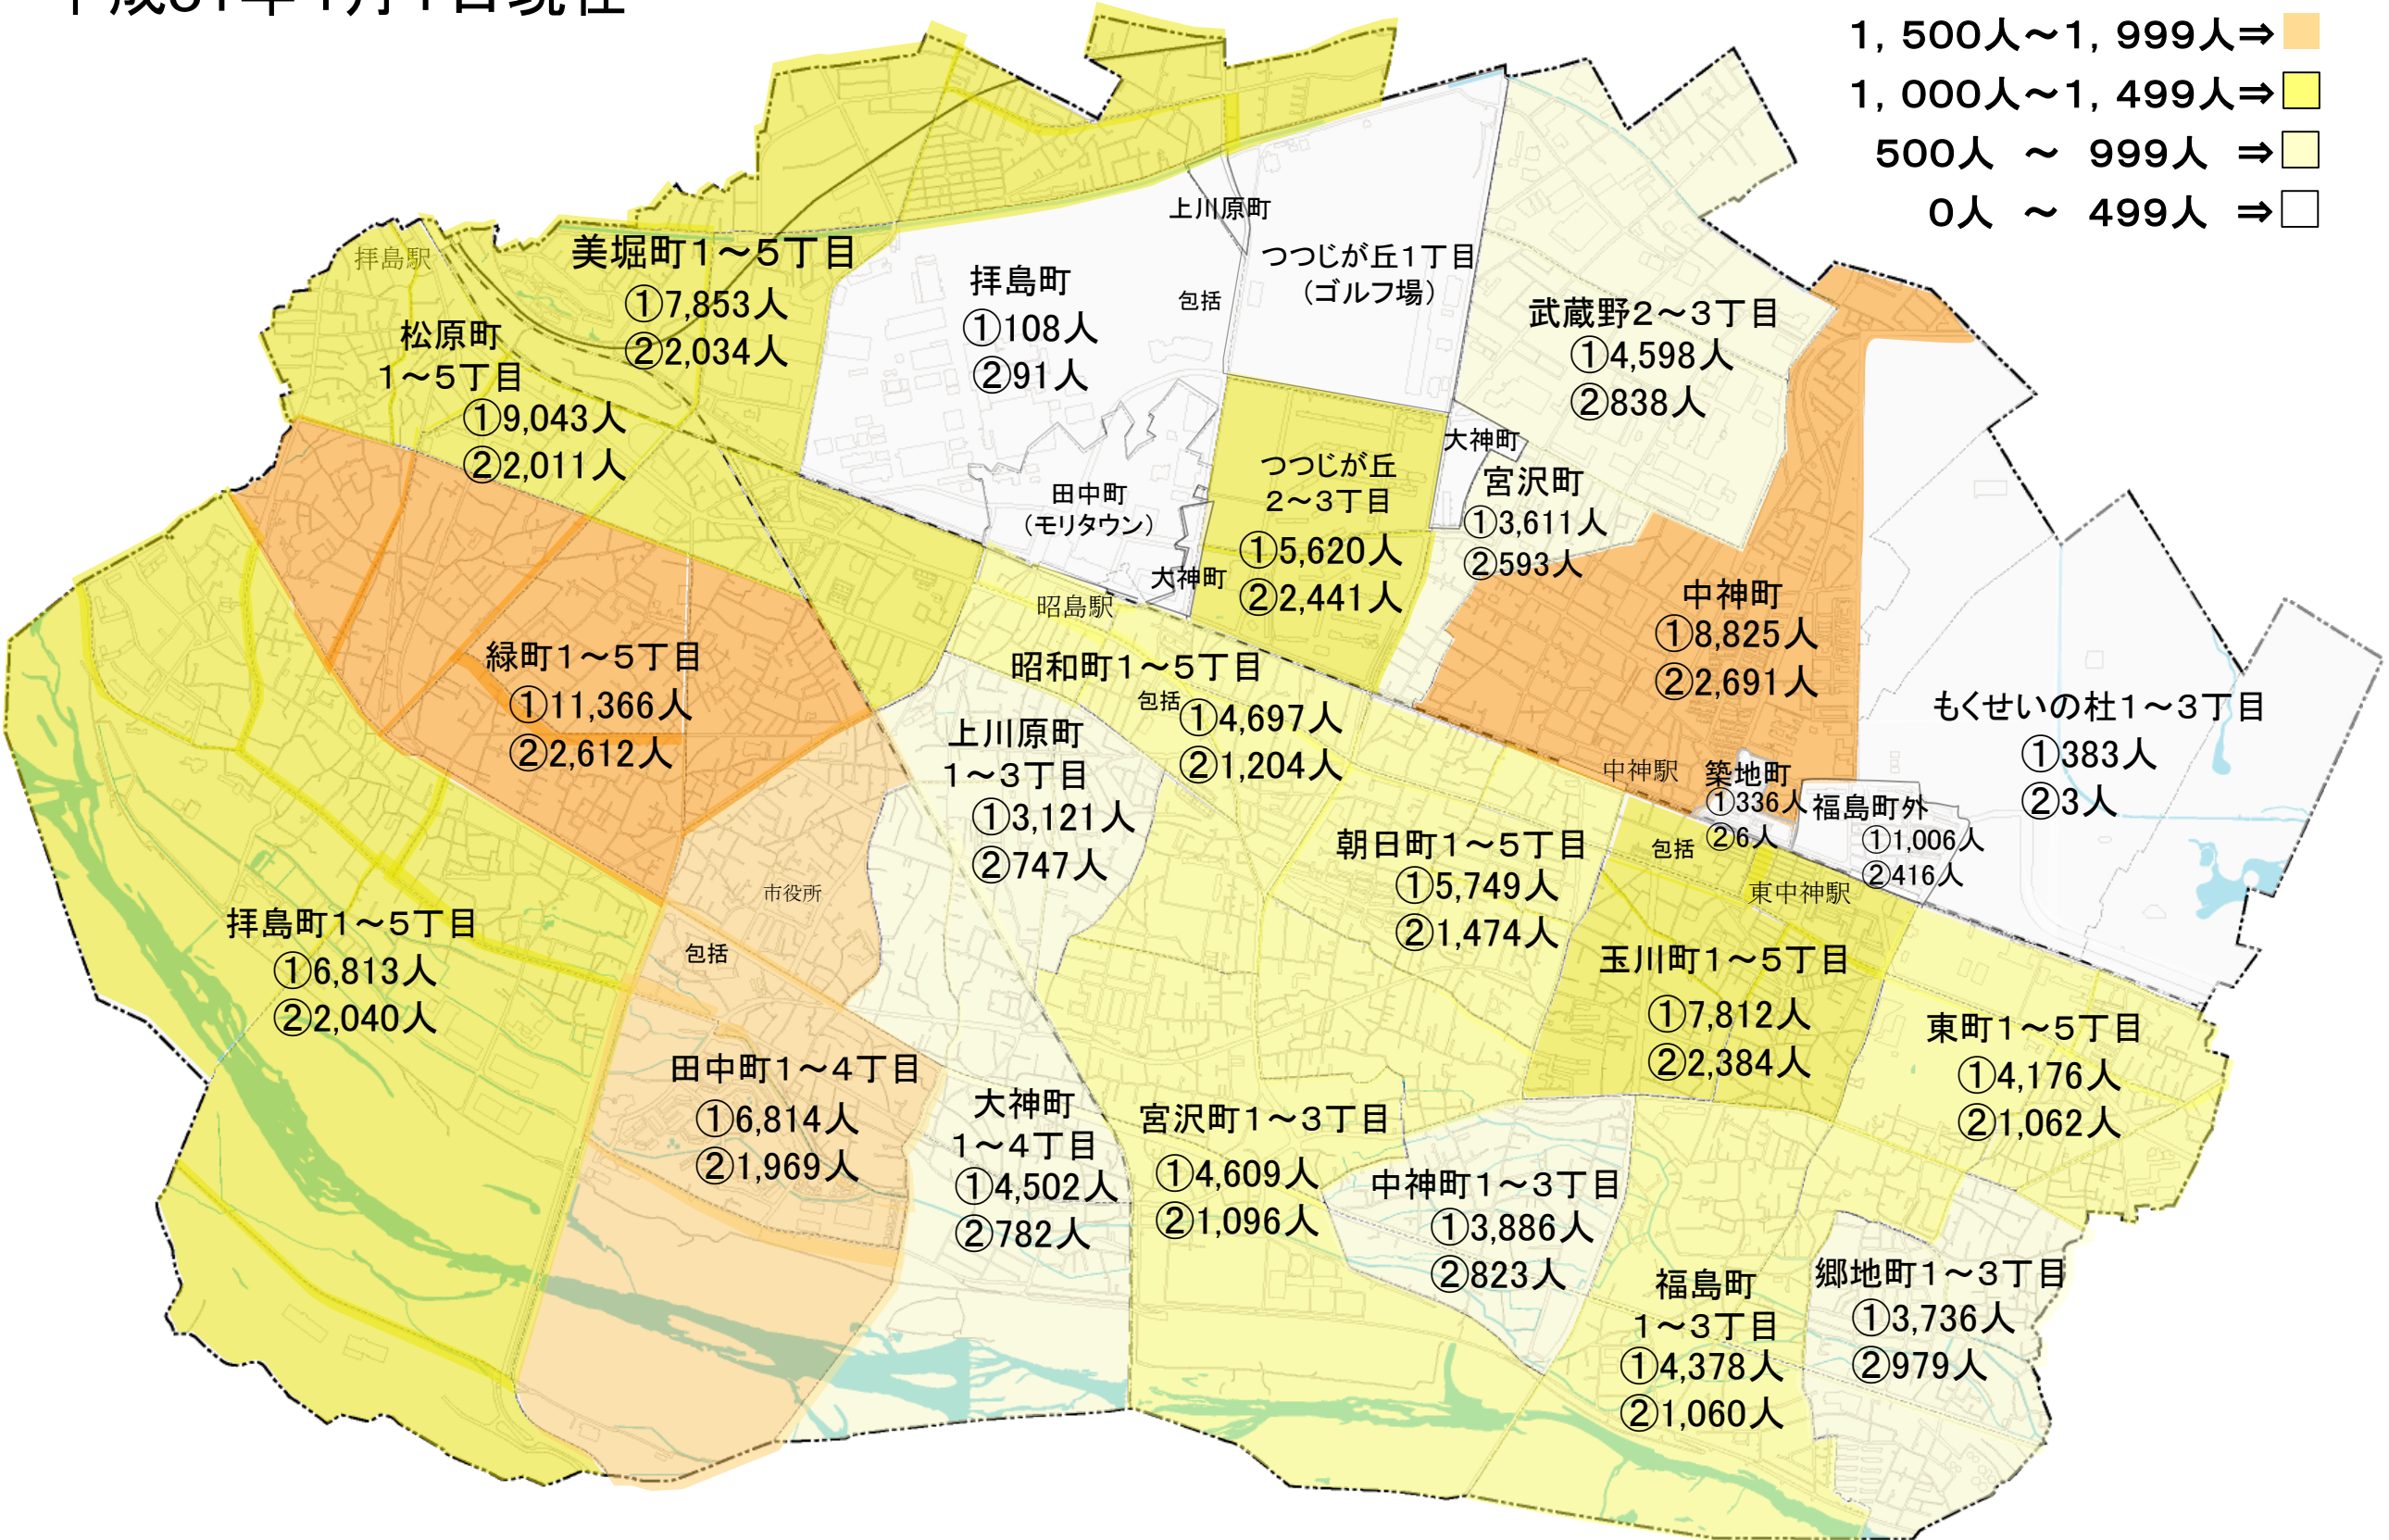 平成31年4月1日現在
1,500人～1,999人⇒
1,000人～1,499人⇒
500人 ～ 999人 ⇒
0人 ～ 499人 ⇒
上川原町
つつじが丘1丁目
（ゴルフ場）
包括
拝島駅
美堀町1～5丁目
①7,853人
②2,034人
拝島町
①108人
②91人
武蔵野2～3丁目
①4,598人
②838人
松原町
1～5丁目
①9,043人
②2,011人
大神町
宮沢町
①3,611人
②593人
つつじが丘
2～3丁目
①5,620人
②2,441人
田中町
（モリタウン）
大神町
昭島駅
中神町
①8,825人
②2,691人
緑町1～5丁目
①11,366人
②2,612人
昭和町1～5丁目
包括
①4,697人
②1,204人
もくせいの杜1～3丁目
①383人
②3人
上川原町
1～3丁目
①3,121人
②747人
中神駅
築地町
①336人
②6人
福島町外
①1,006人
②416人
朝日町1～5丁目
①5,749人
②1,474人
包括
東中神駅
市役所
包括
拝島町1～5丁目
①6,813人
②2,040人
玉川町1～5丁目
①7,812人
②2,384人
東町1～5丁目
①4,176人
②1,062人
田中町1～4丁目
①6,814人
②1,969人
大神町
1～4丁目
①4,502人
②782人
宮沢町1～3丁目
①4,609人
②1,096人
中神町1～3丁目
①3,886人
②823人
福島町
1～3丁目
①4,378人
②1,060人
郷地町1～3丁目
①3,736人
②979人